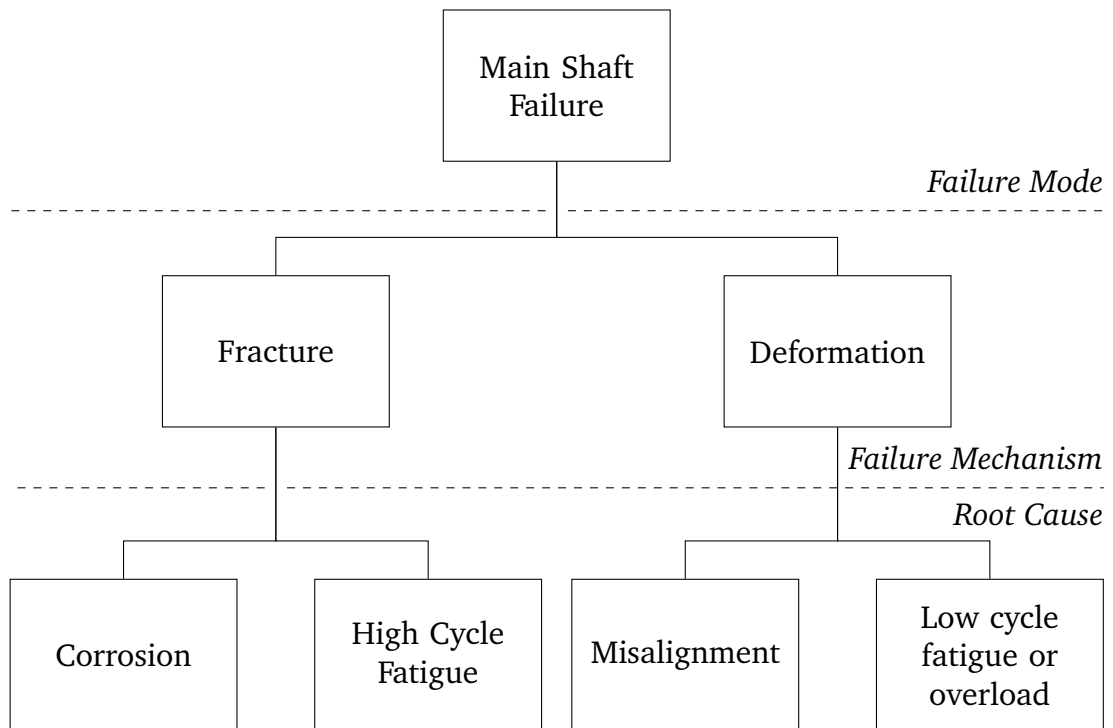 Main Shaft
Failure
Failure Mode
Fracture
Deformation
Failure Mechanism
Root Cause
Corrosion
High Cycle
Fatigue
Misalignment
Low cycle
fatigue or
overload